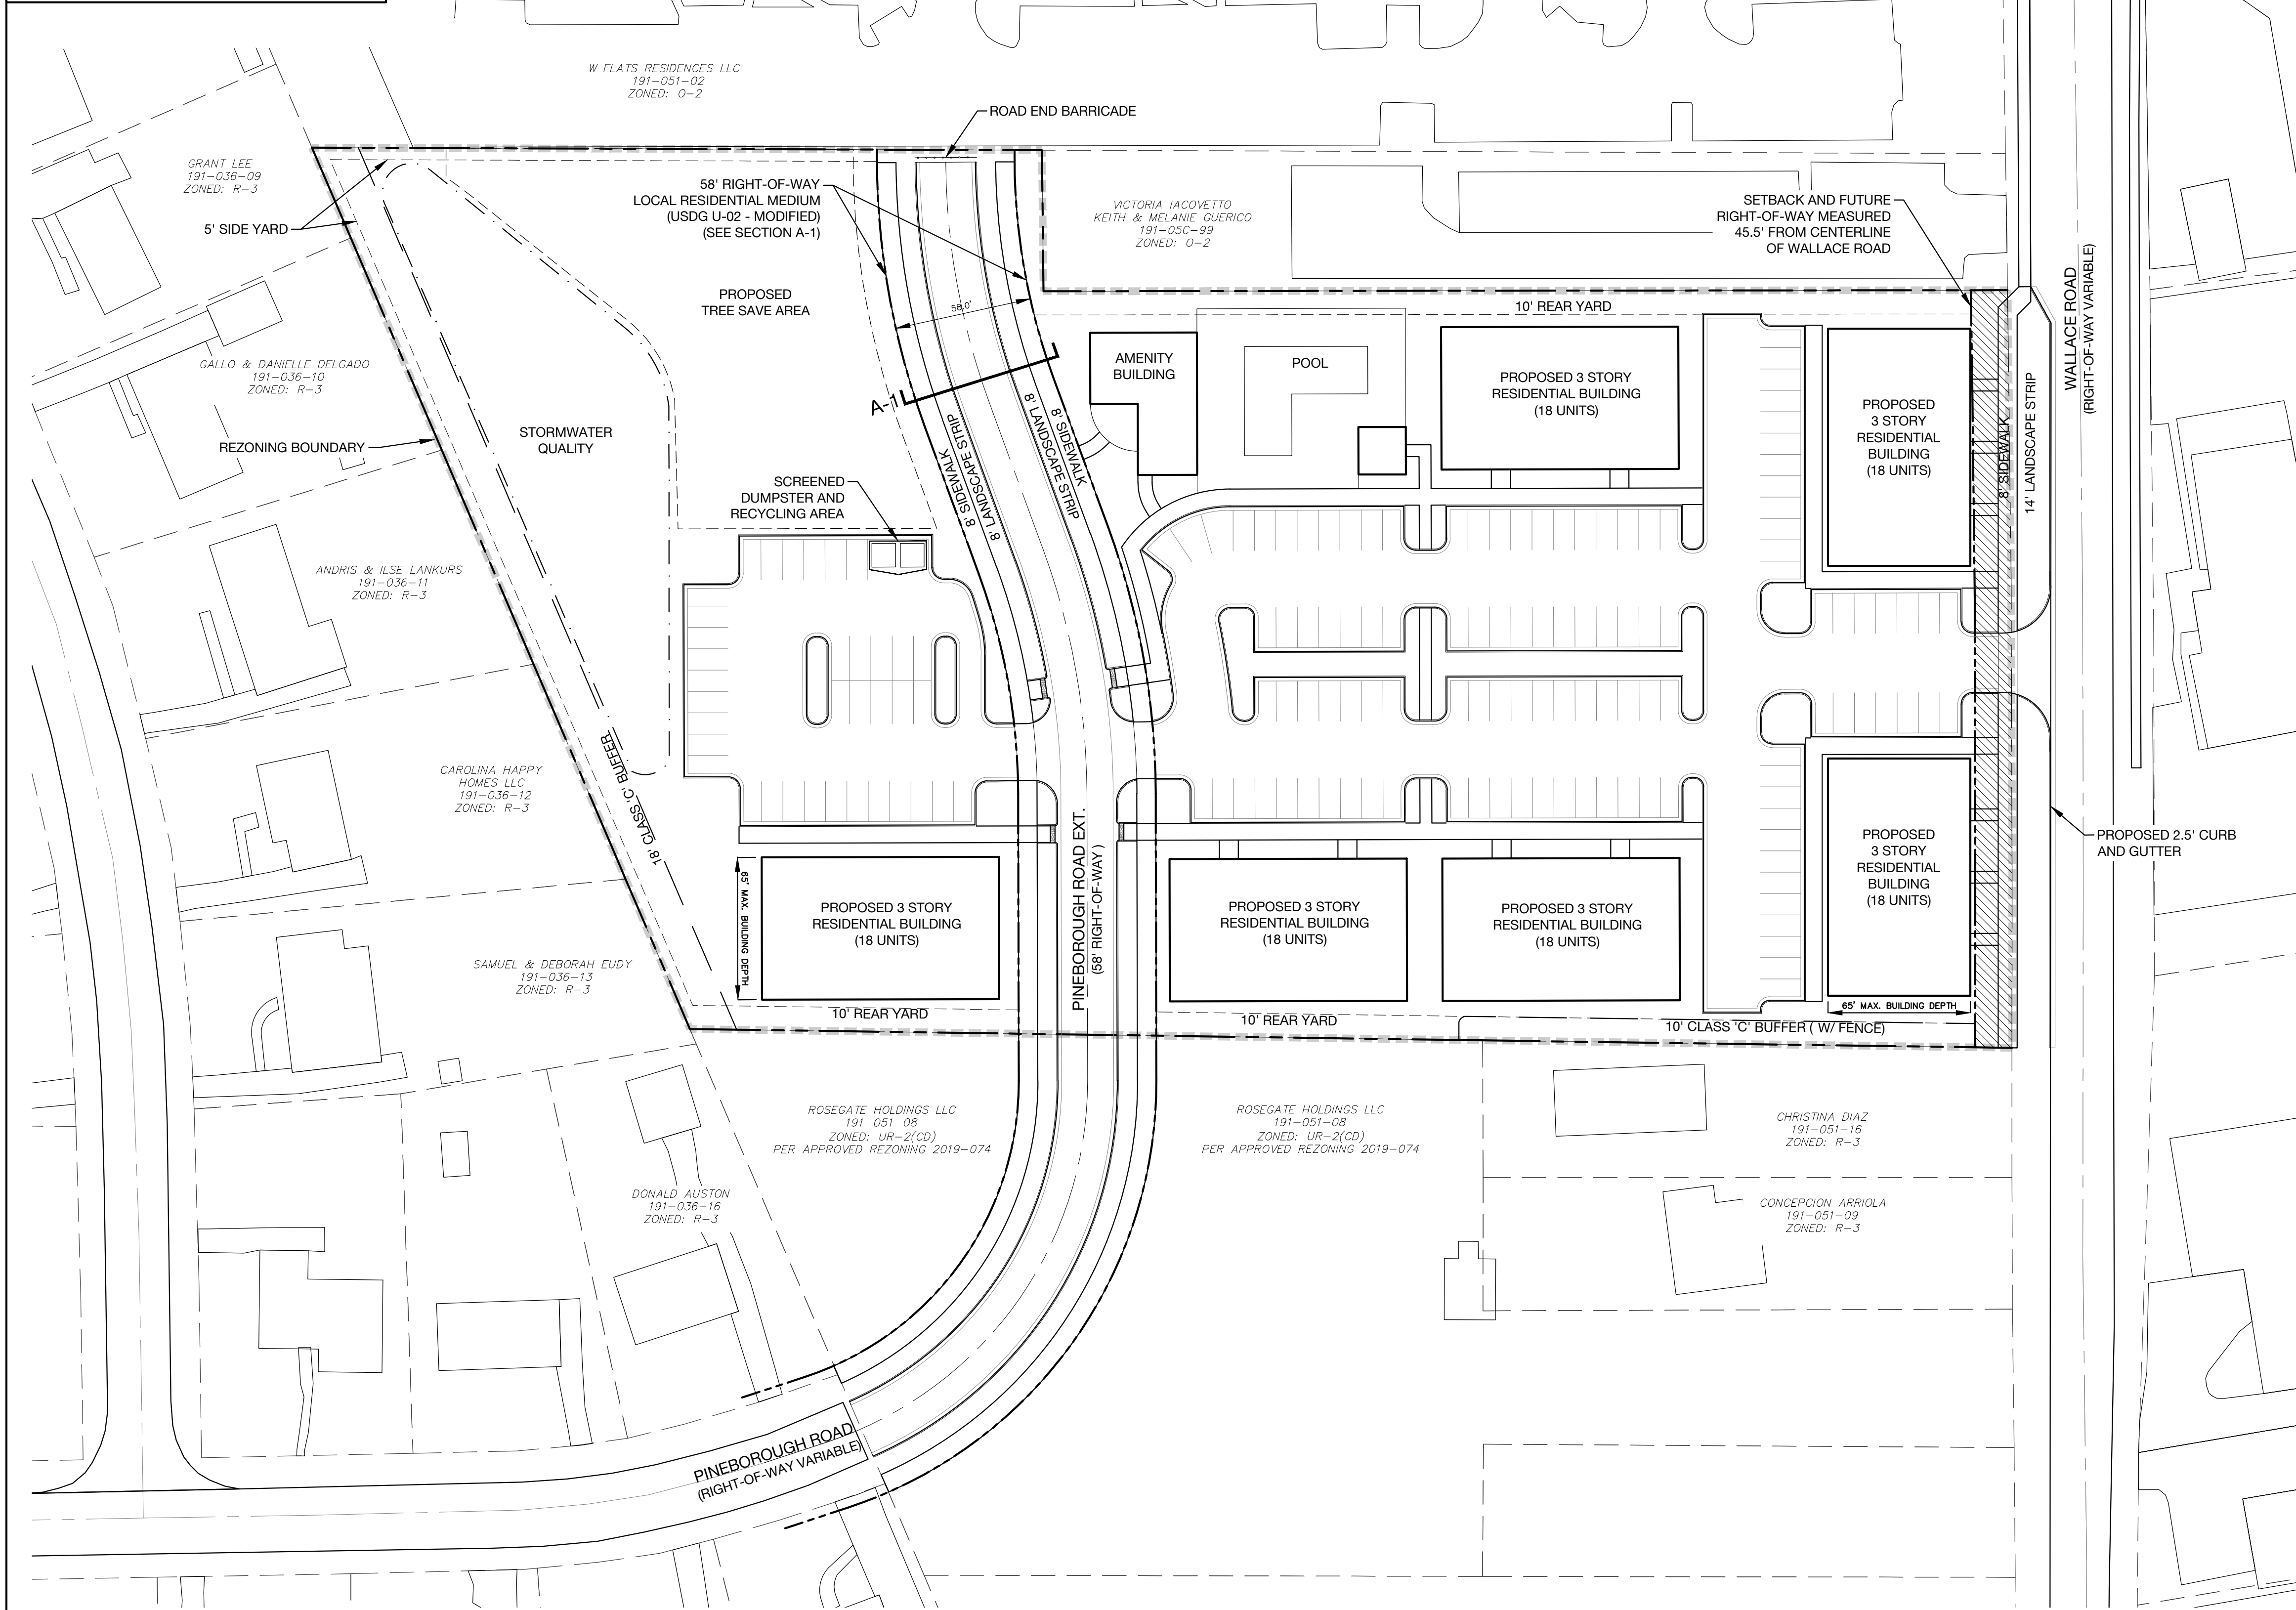 W FLATS RESIDENCES LLC
191-051-02
ZONED: O-2
ROAD END BARRICADE
GRANT LEE
191-036-09
ZONED: R-3
5' SIDE YARD
58' RIGHT-OF-WAY
LOCAL RESIDENTIAL MEDIUM
(USDG U-02 - MODIFIED)
(SEE SECTION A-1)
VICTORIA IACOVETTO
KEITH & MELANIE GUERICO
191-05C-99
ZONED: O-2
SETBACK AND FUTURE
RIGHT-OF-WAY MEASURED
45.5' FROM CENTERLINE
OF WALLACE ROAD
WALLACE ROAD
(RIGHT-OF-WAY VARIABLE)
PROPOSED
TREE SAVE AREA
58.0'
10' REAR YARD
AMENITY
BUILDING
POOL
PROPOSED 3 STORY
RESIDENTIAL BUILDING
(18 UNITS)
PROPOSED
3 STORY
RESIDENTIAL
BUILDING
(18 UNITS)
8' SIDEWALK
14' LANDSCAPE STRIP
GALLO & DANIELLE DELGADO
191-036-10
ZONED: R-3
A-1
REZONING BOUNDARY
STORMWATER
QUALITY
8' SIDEWALK
8' LANDSCAPE STRIP
8' LANDSCAPE STRIP
8' SIDEWALK
SCREENED
DUMPSTER AND
RECYCLING AREA
ANDRIS & ILSE LANKURS
191-036-11
ZONED: R-3
CAROLINA HAPPY
HOMES LLC
191-036-12
ZONED: R-3
18' CLASS 'C' BUFFER
PINEBOROUGH ROAD EXT.
(58' RIGHT-OF-WAY )
PROPOSED
3 STORY
RESIDENTIAL
BUILDING
(18 UNITS)
PROPOSED 2.5' CURB
AND GUTTER
65' MAX. BUILDING DEPTH
PROPOSED 3 STORY
RESIDENTIAL BUILDING
(18 UNITS)
PROPOSED 3 STORY
RESIDENTIAL BUILDING
(18 UNITS)
PROPOSED 3 STORY
RESIDENTIAL BUILDING
(18 UNITS)
SAMUEL & DEBORAH EUDY
191-036-13
ZONED: R-3
65' MAX. BUILDING DEPTH
10' REAR YARD
10' REAR YARD
10' CLASS 'C' BUFFER ( W/ FENCE)
ROSEGATE HOLDINGS LLC
191-051-08
ZONED: UR-2(CD)
PER APPROVED REZONING 2019-074
ROSEGATE HOLDINGS LLC
191-051-08
ZONED: UR-2(CD)
PER APPROVED REZONING 2019-074
CHRISTINA DIAZ
191-051-16
ZONED: R-3
DONALD AUSTON
191-036-16
ZONED: R-3
CONCEPCION ARRIOLA
191-051-09
ZONED: R-3
PINEBOROUGH ROAD
(RIGHT-OF-WAY VARIABLE)